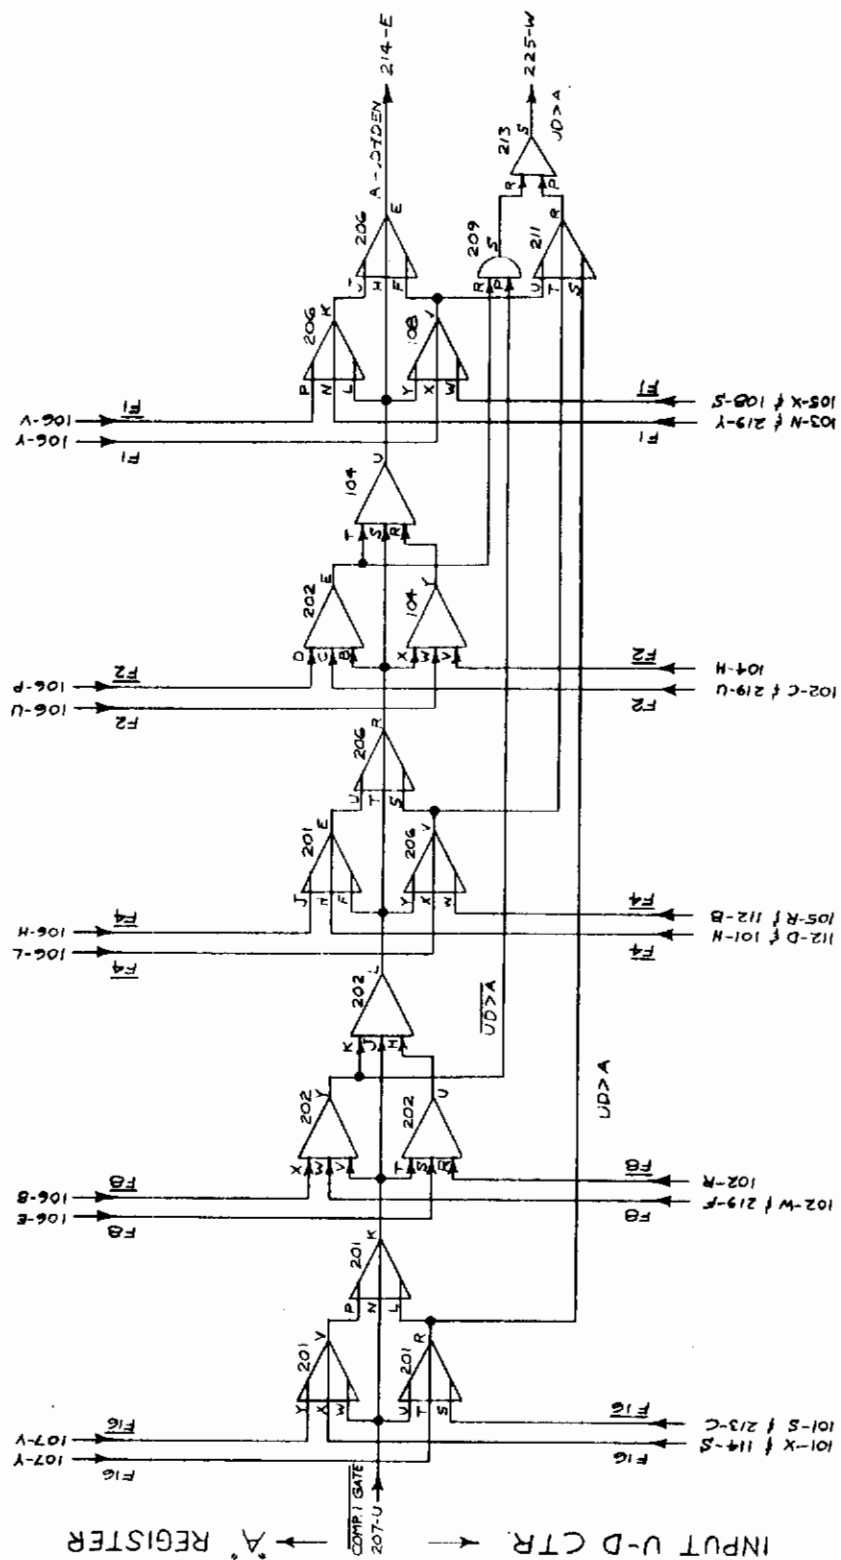 INPUT U-D CTR. ← → "A" REGISTER
COMP. 1 GATE
207-U
107-Y
107-V
F16
F16
Y
X
W
201
V
U
T
S
201
R
P
N
L
201
K
F16
F16
101-X & 114-S
101-S & 213-C
106-E
106-B
F8
F8
X
W
V
202
Y
T
S
R
202
U
K
J
H
202
L
F8
F8
102-W & 219-F
102-R
UD>A
UD>A
106-L
106-H
F4
F4
J
H
F
201
E
Y
X
W
206
V
U
T
S
206
R
F4
F4
112-D & 101-H
105-R & 112-B
106-U
106-P
F2
F2
D
C
B
202
E
X
W
V
104
Y
T
S
R
104
U
F2
F2
102-C & 219-U
104-H
106-Y
106-V
F1
F1
P
N
L
206
K
Y
X
W
108
J
J
H
F
206
E
F1
F1
103-N & 219-Y
105-X & 108-S
214-E
R
P
209
S
U
T
S
211
R
R
P
213
S
UD>A
225-W